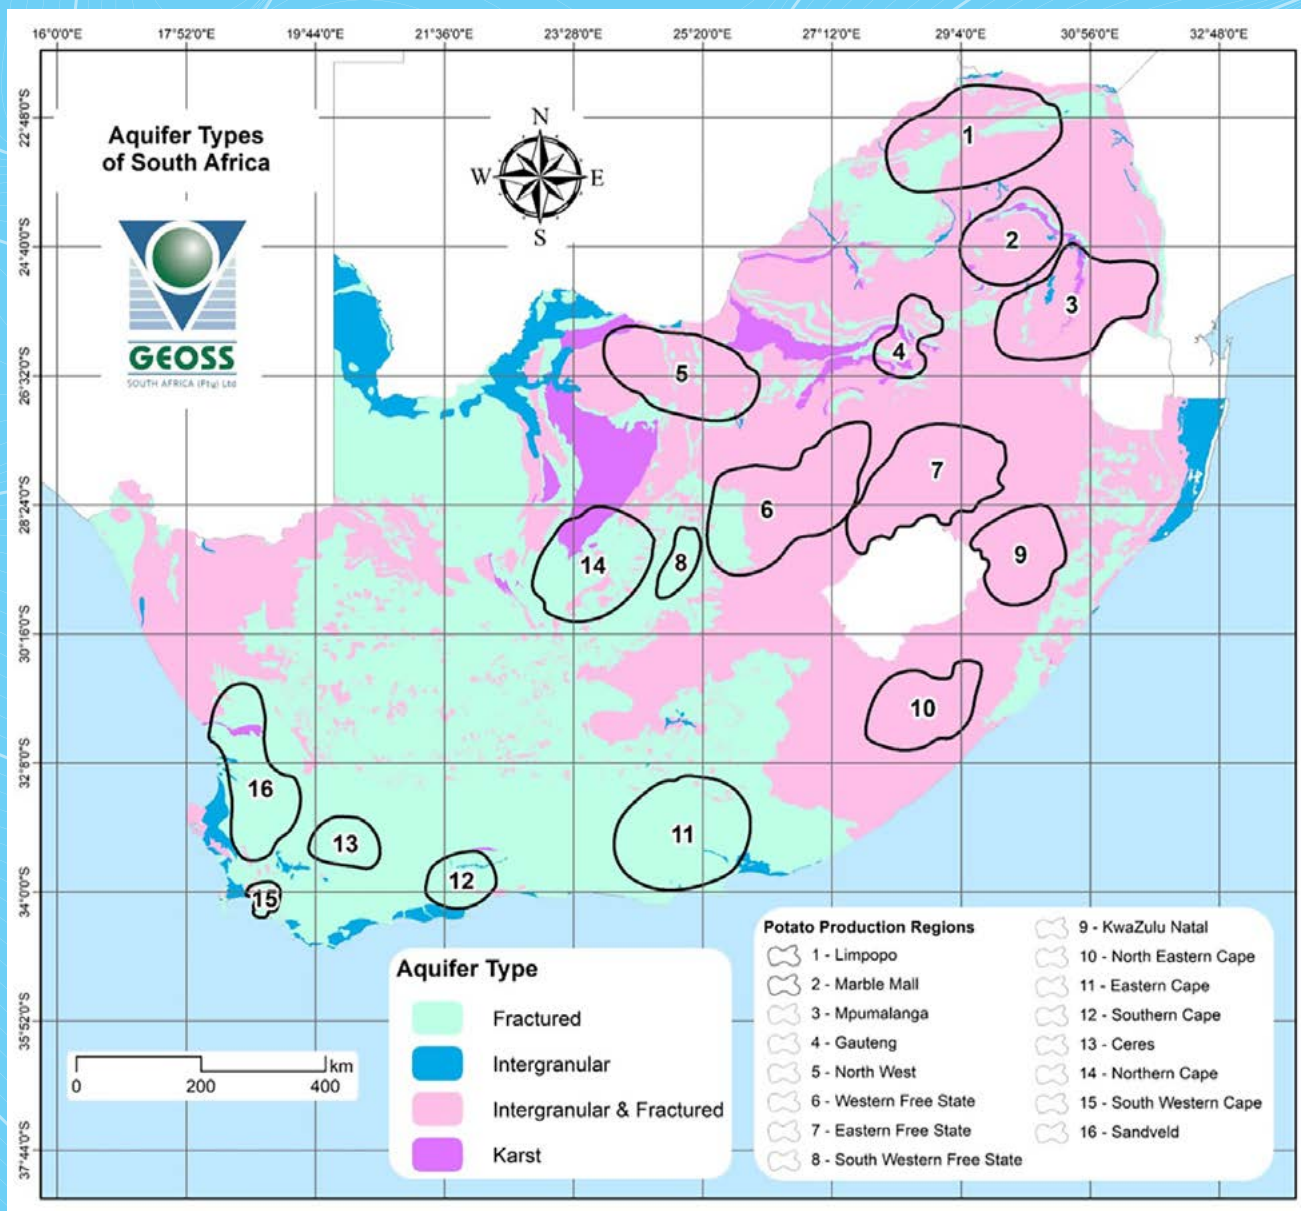 16°0'0"E 17°52'0"E 19°44'0"E 21°36'0"E 23°28'0"E 25°20'0"E 27°12'0"E 29°4'0"E 30°56'0"E 32°48'0"E
22°48'0"S
24°40'0"S
26°32'0"S
28°24'0"S
30°16'0"S
32°8'0"S
34°0'0"S
35°52'0"S
37°44'0"S
Aquifer Types
of South Africa
GEOSS
SOUTH AFRICA (Pty) Ltd
N
W E
S
1
2
3
4
5
6
7
8
9
14
10
16
13
11
12
15
Aquifer Type
Fractured
Intergranular
Intergranular & Fractured
Karst
km
0 200 400
Potato Production Regions
1 - Limpopo
2 - Marble Mall
3 - Mpumalanga
4 - Gauteng
5 - North West
6 - Western Free State
7 - Eastern Free State
8 - South Western Free State
9 - KwaZulu Natal
10 - North Eastern Cape
11 - Eastern Cape
12 - Southern Cape
13 - Ceres
14 - Northern Cape
15 - South Western Cape
16 - Sandveld